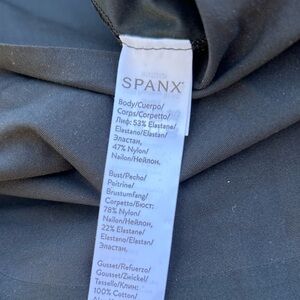 SPANX
Body/Cuerpo/
Corps/Corpetto/
Лиф: 53% Elastane/
Elastano/Elastan/
Эластан,
47% Nylon/
Nailon/Нейлон.
Bust/Pecho/
Poitrine/
Brustumfang/
Corpetto/Бюст:
78% Nylon/
Nailon/Нейлон,
22% Elastane/
Elastano/Elastan/
Эластан.
Gusset/Refuerzo/
Gousset/Zwickel/
Tassello/Клин:
100% Cotton/